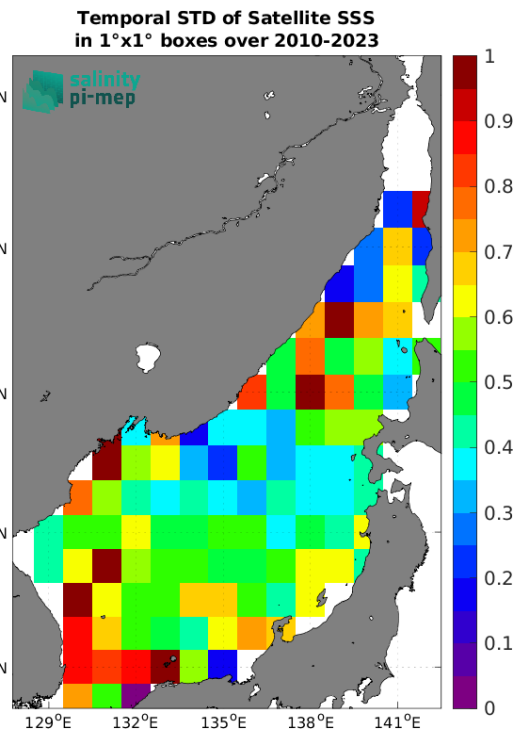 Temporal STD of Satellite SSS
in 1°x1° boxes over 2010-2023
salinity
pi-mep
N
N
N
N
N
1
0.9
0.8
0.7
0.6
0.5
0.4
0.3
0.2
0.1
0
129°E 132°E 135°E 138°E 141°E